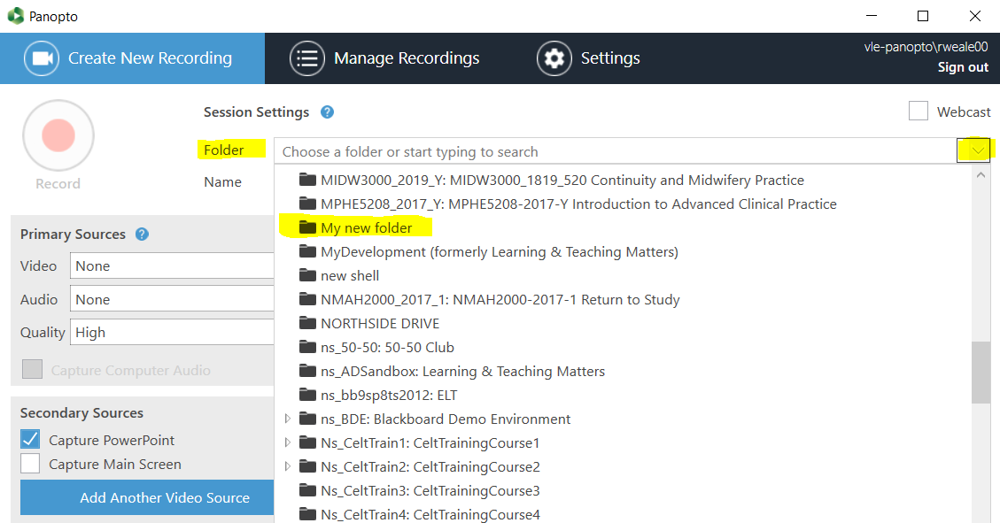 Panopto
Create New Recording
Manage Recordings
Settings
vle-panopto\rweale00
Sign out
Record
Session Settings ?
Webcast
Folder
Choose a folder or start typing to search
Name
MIDW3000_2019_Y: MIDW3000_1819_520 Continuity and Midwifery Practice
MPHE5208_2017_Y: MPHE5208-2017-Y Introduction to Advanced Clinical Practice
My new folder
MyDevelopment (formerly Learning & Teaching Matters)
new shell
NMAH2000_2017_1: NMAH2000-2017-1 Return to Study
NORTHSIDE DRIVE
ns_50-50: 50-50 Club
ns_ADSandbox: Learning & Teaching Matters
ns_bb9sp8ts2012: ELT
ns_BDE: Blackboard Demo Environment
Ns_CeltTrain1: CeltTrainingCourse1
Ns_CeltTrain2: CeltTrainingCourse2
Ns_CeltTrain3: CeltTrainingCourse3
Ns_CeltTrain4: CeltTrainingCourse4
Primary Sources ?
Video None
Audio None
Quality High
Capture Computer Audio
Secondary Sources
Capture PowerPoint
Capture Main Screen
Add Another Video Source